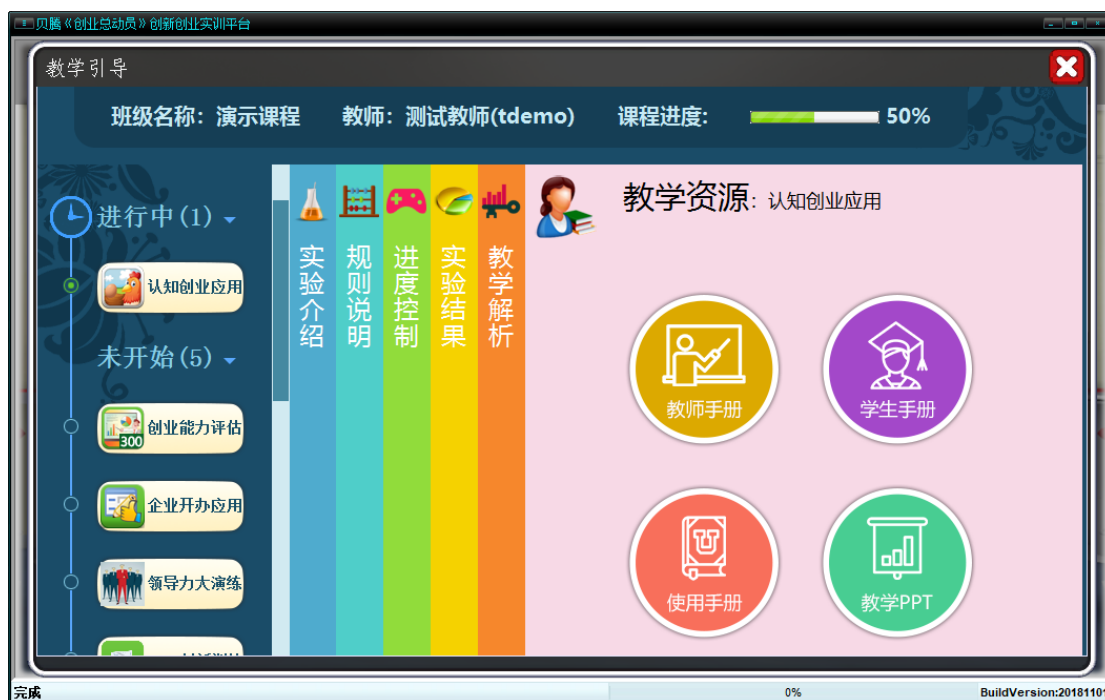 贝腾《创业总动员》创新创业实训平台
教学引导
班级名称：演示课程 教师：测试教师(tdemo) 课程进度： 50%
进行中(1)
认知创业应用
未开始(5)
创业能力评估
300
企业开办应用
领导力大演练
实验介绍
规则说明
进度控制
实验结果
教学解析
教学资源：认知创业应用
教师手册
学生手册
使用手册
教学PPT
完成 0% BuildVersion:2018110